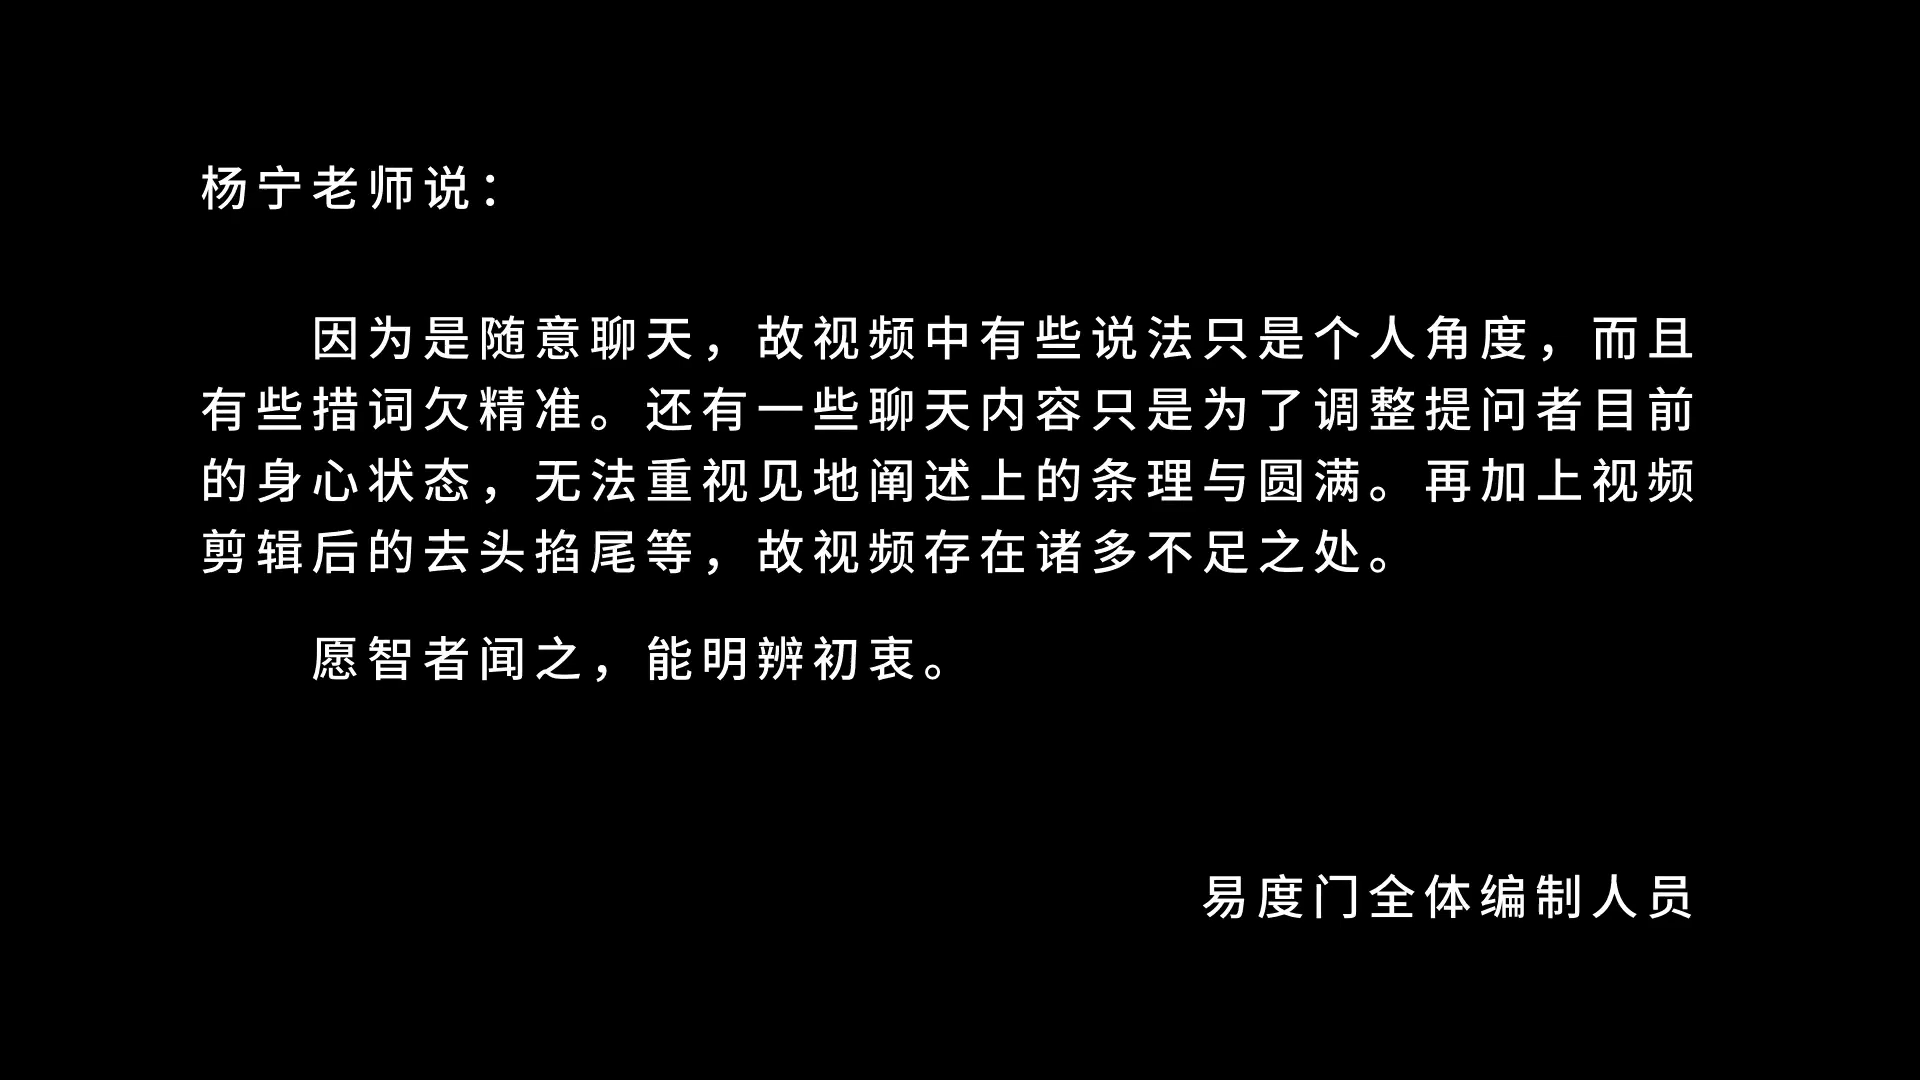 杨宁老师说：
因为是随意聊天，故视频中有些说法只是个人角度，而且
有些措词欠精准。还有一些聊天内容只是为了调整提问者目前
的身心状态，无法重视见地阐述上的条理与圆满。再加上视频
剪辑后的去头掐尾等，故视频存在诸多不足之处。
愿智者闻之，能明辨初衷。
易度门全体编制人员